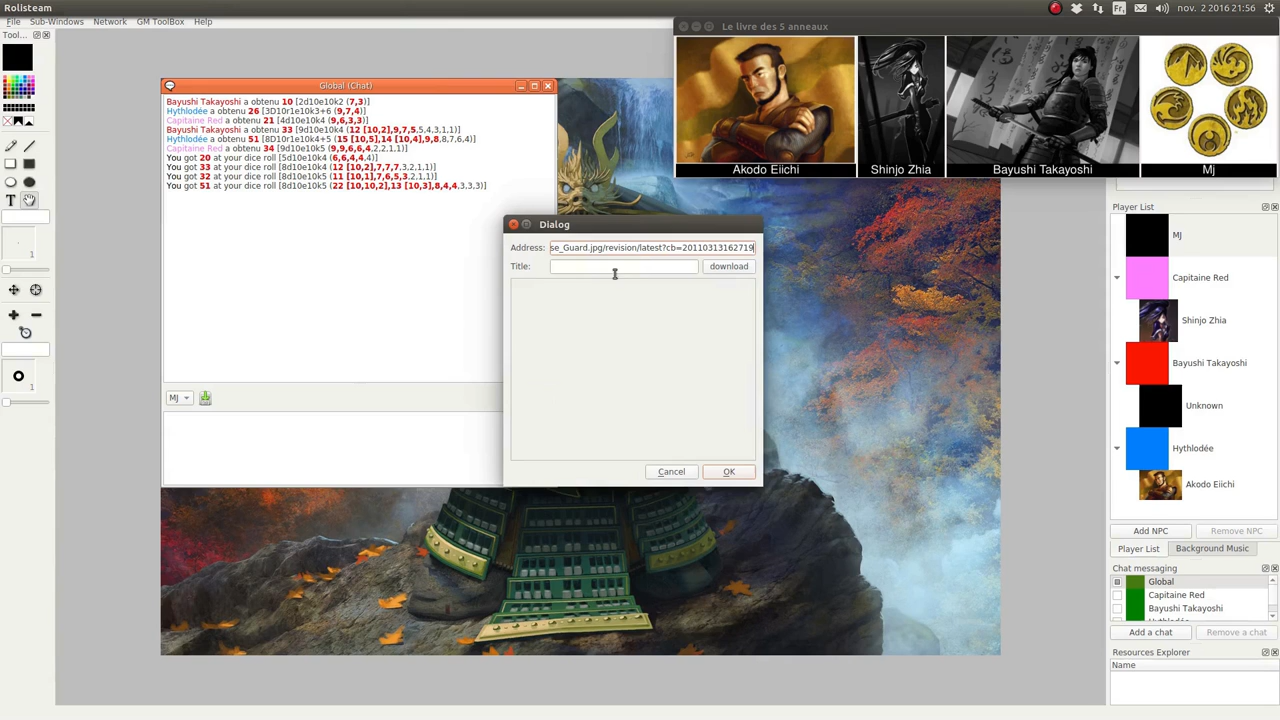 Rolisteam
Fr,
nov. 2 2016 21:56
File Sub-Windows Network GM ToolBox Help
Le livre des 5 anneaux
Akodo Eiichi
Shinjo Zhia
Bayushi Takayoshi
Mj
Tool...
T
1
1
Global (Chat)
Bayushi Takayoshi a obtenu 10 [2d10e10k2 (7,3)]
Hythlodée a obtenu 26 [3D10r1e10k3+6 (9,7,4)]
Capitaine Red a obtenu 21 [4d10e10k4 (9,6,3,3)]
Bayushi Takayoshi a obtenu 33 [9d10e10k4 (12 [10,2],9,7,5,5,4,3,1,1)]
Hythlodée a obtenu 51 [8D10r1e10k4+5 (15 [10,5],14 [10,4],9,8,8,7,6,4)]
Capitaine Red a obtenu 34 [9d10e10k5 (9,9,6,6,4,2,2,1,1)]
You got 20 at your dice roll [5d10e10k4 (6,6,4,4,4)]
You got 33 at your dice roll [8d10e10k4 (12 [10,2],7,7,7,3,2,1,1)]
You got 32 at your dice roll [8d10e10k5 (11 [10,1],7,6,5,3,2,1,1)]
You got 51 at your dice roll [8d10e10k5 (22 [10,10,2],13 [10,3],8,4,4,3,3,3)]
MJ
Dialog
Address: se_Guard.jpg/revision/latest?cb=20110313162719
Title:
download
Cancel
OK
Player List
MJ
Capitaine Red
Shinjo Zhia
Bayushi Takayoshi
Unknown
Hythlodée
Akodo Eiichi
Add NPC
Remove NPC
Player List
Background Music
Chat messaging
Global
Capitaine Red
Bayushi Takayoshi
Add a chat
Remove a chat
Resources Explorer
Name